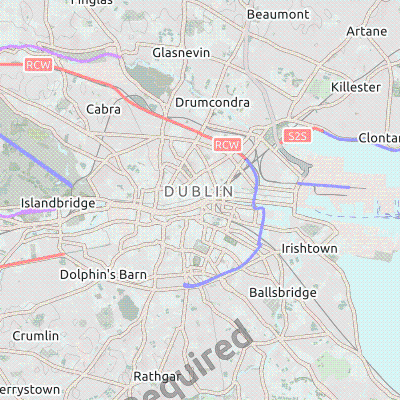 Finglas
Beaumont
Artane
Glasnevin
RCW
Killester
Cabra
Drumcondra
S2S
RCW
Clontar
DUBLIN
Islandbridge
Irishtown
Dolphin's Barn
Ballsbridge
Crumlin
Rathgar
errystown
equired